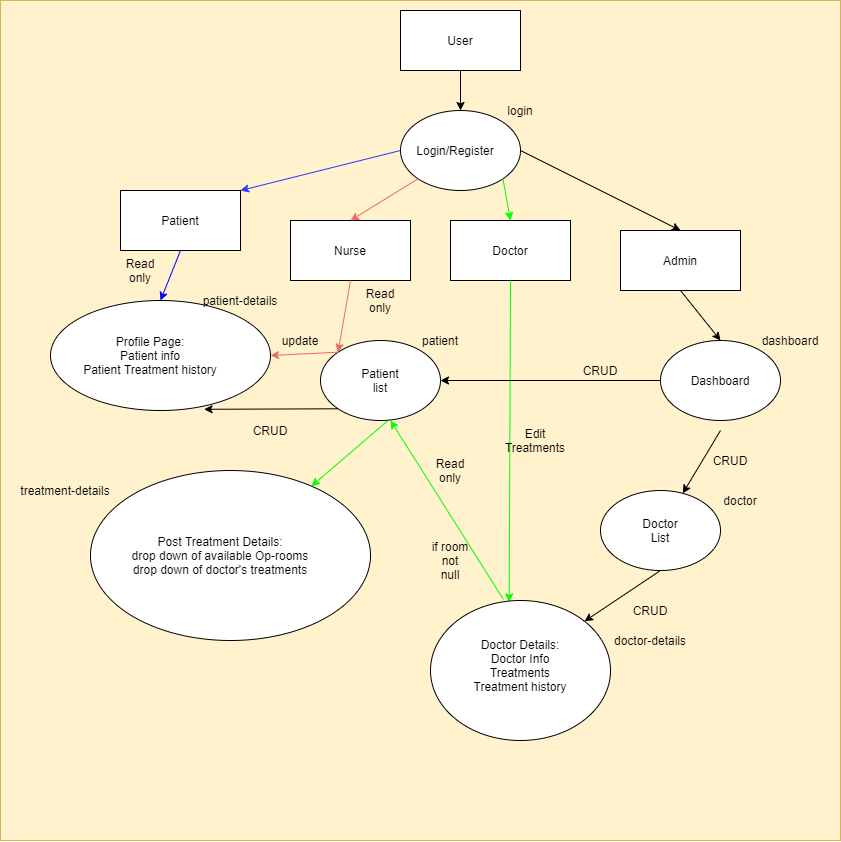 User
login
Login/Register
Patient
Nurse
Doctor
Admin
Read
only
patient-details
Read
only
Profile Page:
Patient info
Patient Treatment history
update
patient
Patient
list
dashboard
Dashboard
CRUD
CRUD
Edit
Treatments
Read
only
CRUD
treatment-details
doctor
Doctor
List
Post Treatment Details:
drop down of available Op-rooms
drop down of doctor's treatments
if room
not
null
CRUD
doctor-details
Doctor Details:
Doctor Info
Treatments
Treatment history